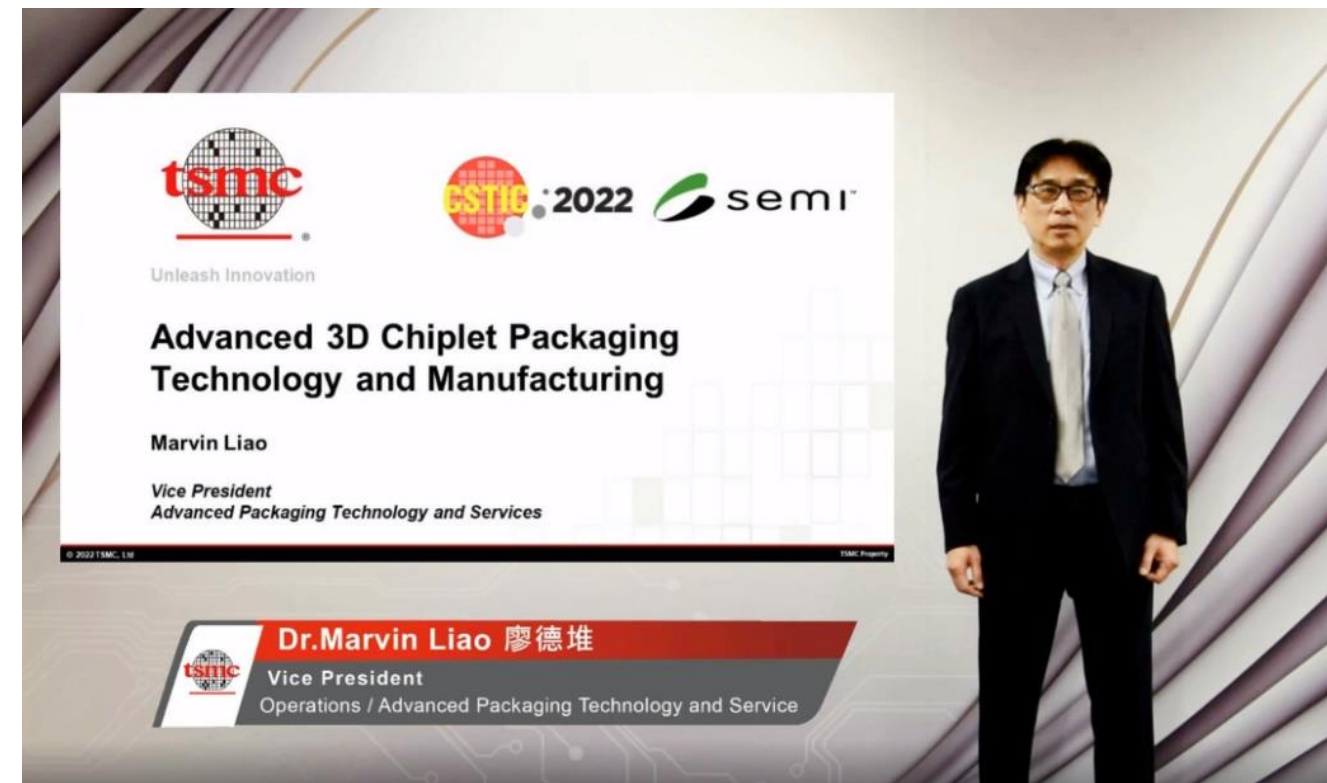 tsmc
®
CSTIC 2022
semi™
Unleash Innovation
Advanced 3D Chiplet Packaging
Technology and Manufacturing
Marvin Liao
Vice President
Advanced Packaging Technology and Services
© 2022 TSMC, Ltd
TSMC Property
tsmc
Dr.Marvin Liao 廖德堆
Vice President
Operations / Advanced Packaging Technology and Service